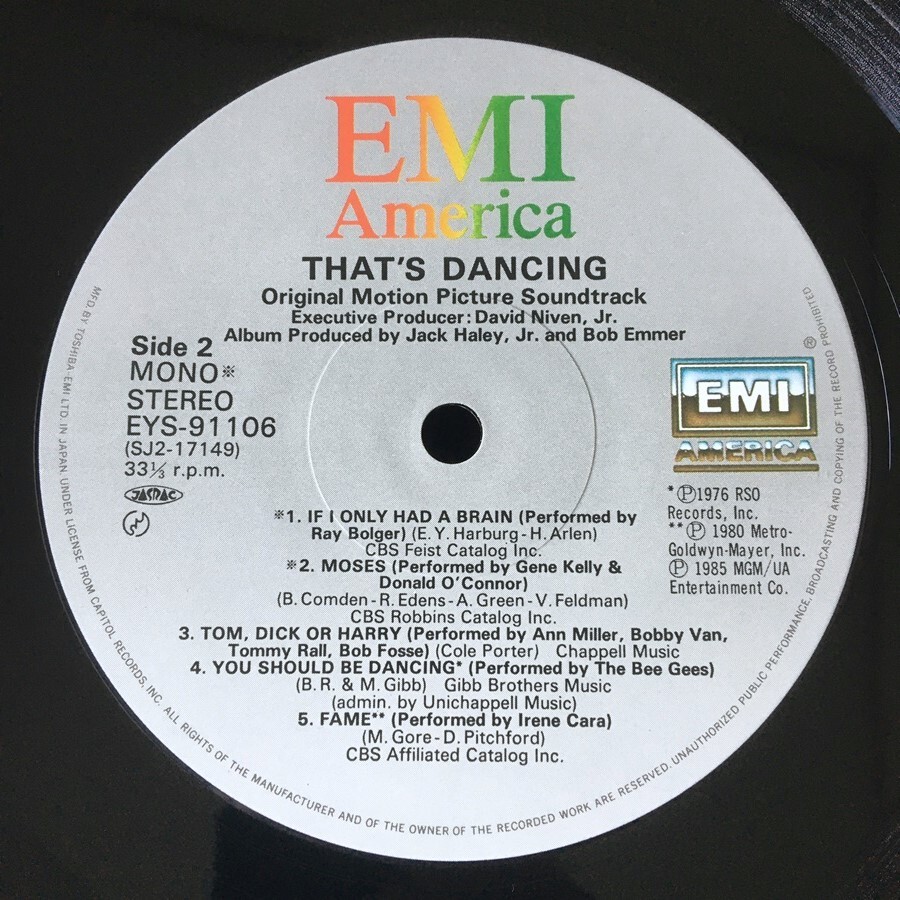 EMI
America
THAT'S DANCING
Original Motion Picture Soundtrack
Executive Producer: David Niven, Jr.
Album Produced by Jack Haley, Jr. and Bob Emmer
Side 2
MONO※
STEREO
EYS-91106
(SJ2-17149)
33⅓ r.p.m.
JASRAC
EMI
AMERICA
*Ⓟ1976 RSO
Records, Inc.
**Ⓟ 1980 Metro-
Goldwyn-Mayer, Inc.
Ⓟ 1985 MGM/UA
Entertainment Co.
※1. IF I ONLY HAD A BRAIN (Performed by
Ray Bolger) (E. Y. Harburg-H. Arlen)
CBS Feist Catalog Inc.
※2. MOSES (Performed by Gene Kelly &
Donald O'Connor)
(B. Comden-R. Edens-A. Green-V. Feldman)
CBS Robbins Catalog Inc.
3. TOM, DICK OR HARRY (Performed by Ann Miller, Bobby Van,
Tommy Rall, Bob Fosse) (Cole Porter) Chappell Music
4. YOU SHOULD BE DANCING* (Performed by The Bee Gees)
(B. R. & M. Gibb) Gibb Brothers Music
(admin. by Unichappell Music)
5. FAME** (Performed by Irene Cara)
(M. Gore-D. Pitchford)
CBS Affiliated Catalog Inc.
MFD. BY TOSHIBA-EMI LTD. IN JAPAN. UNDER LICENSE FROM CAPITOL RECORDS, INC. ALL RIGHTS OF THE MANUFACTURER AND OF THE OWNER OF THE RECORDED WORK ARE RESERVED. UNAUTHORIZED PUBLIC PERFORMANCE, BROADCASTING AND COPYING OF THE RECORD PROHIBITED ®